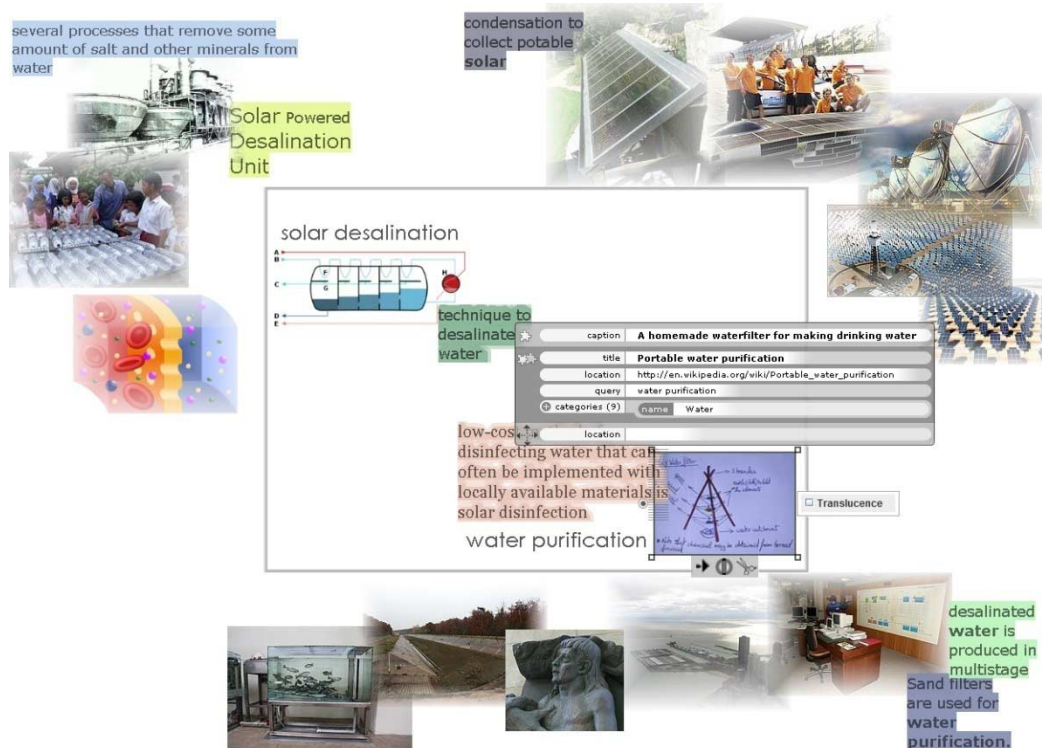 several processes that remove some
amount of salt and other minerals from
water
condensation to
collect potable
solar
Solar Powered
Desalination
Unit
solar desalination
A
B
C
D
E
F
G
H
technique to
desalinate
water
caption A homemade waterfilter for making drinking water
title Portable water purification
location http://en.wikipedia.org/wiki/Portable_water_purification
query water purification
categories (9) name Water
location
disinfecting water that can
often be implemented with
locally available materials is
solar disinfection
water purification
Translucence
desalinated
water is
produced in
multistage
Sand filters
are used for
water
purification.